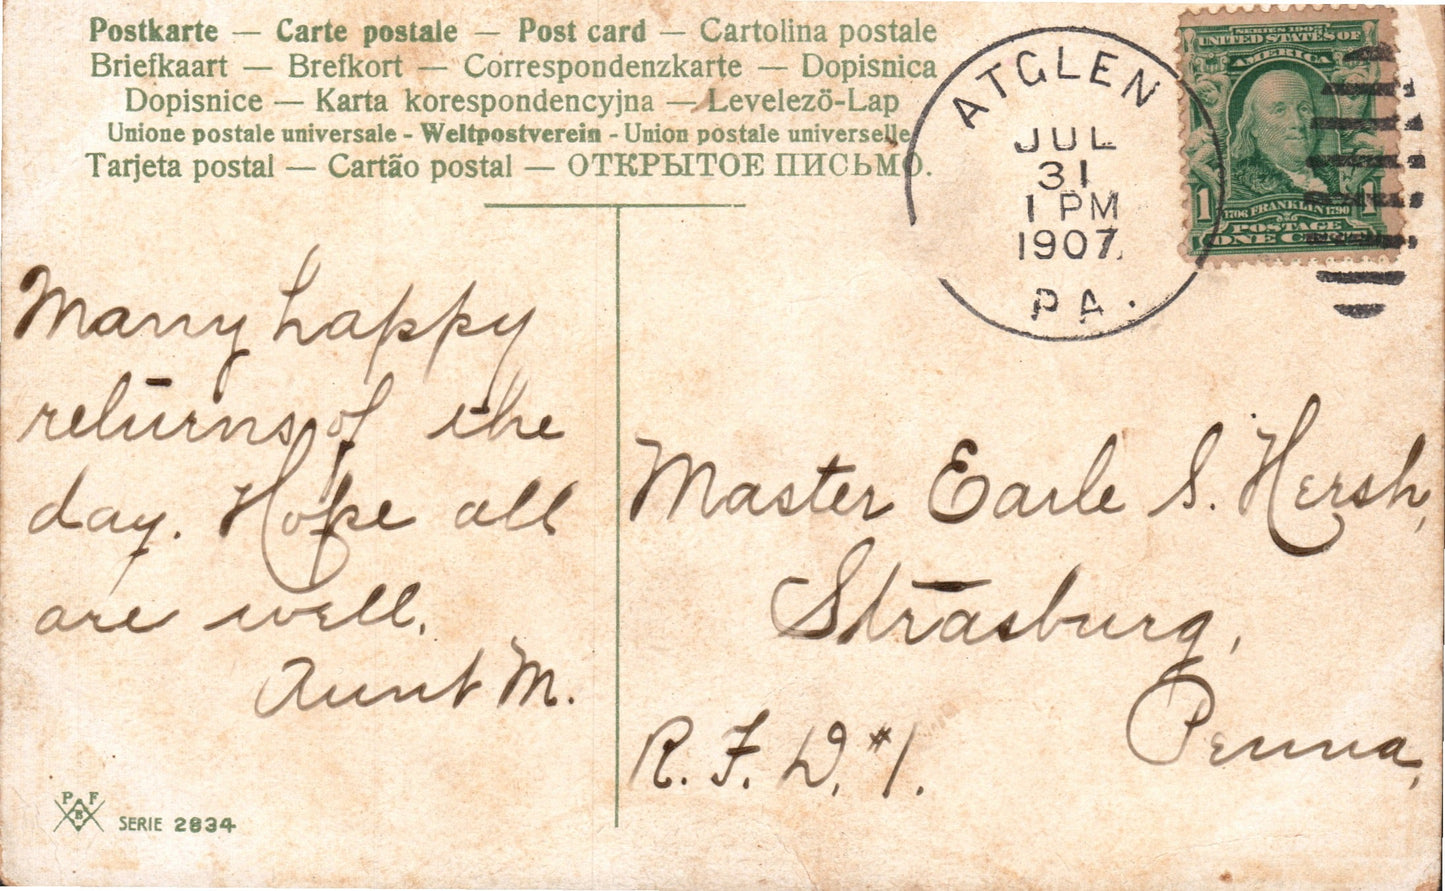 Postkarte — Carte postale — Post card — Cartolina postale
Briefkaart — Brefkort — Correspondenzkarte — Dopisnica
Dopisnice — Karta korespondencyjna — Levelezö-Lap
Unione postale universale - Weltpostverein - Union postale universelle
Tarjeta postal — Cartão postal — ОТКРЫТОЕ ПИСЬМО.
ATGLEN
JUL
31
1 PM
1907.
PA.
SERIES 1902
UNITED STATES OF
AMERICA
1 1706 FRANKLIN 1790 1
POSTAGE
ONE CENT
Many happy
returns of the
day. Hope all
are well.
Aunt M.
Master Earle S. Hersh,
Strasburg,
Penna,
R. F. D. #1.
P F
B
SERIE 2834